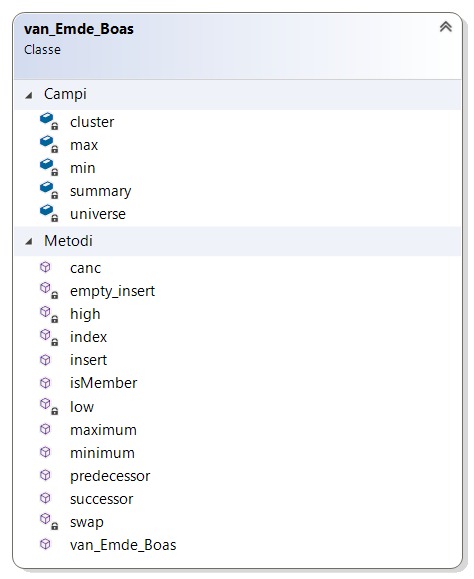 van_Emde_Boas
Classe
Campi
cluster
max
min
summary
universe
Metodi
canc
empty_insert
high
index
insert
isMember
low
maximum
minimum
predecessor
successor
swap
van_Emde_Boas